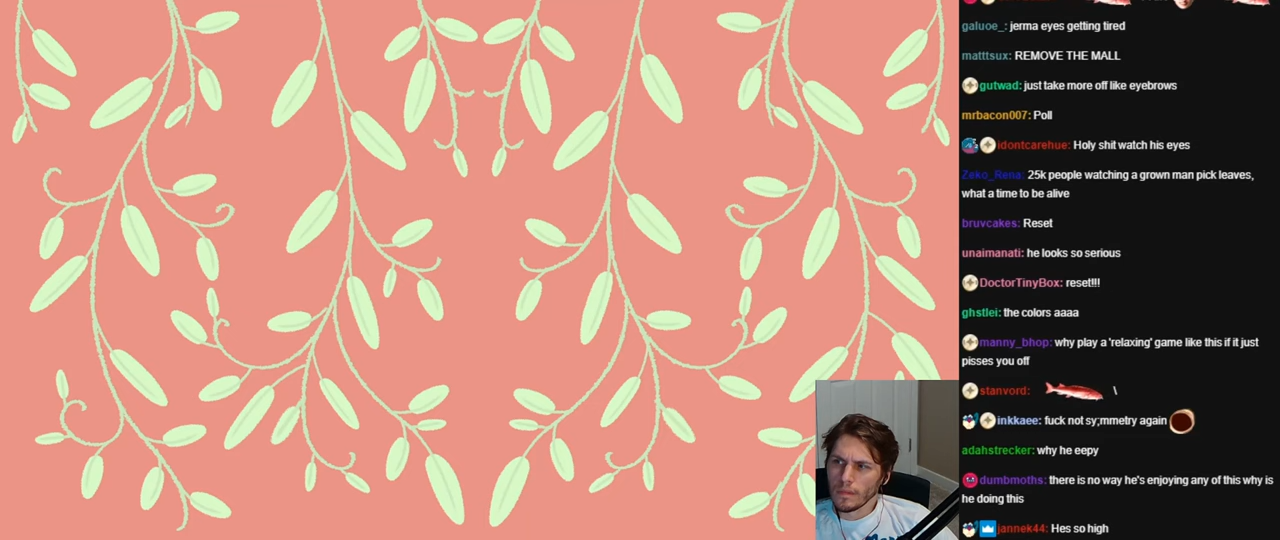 galuoe_: jerma eyes getting tired
matttsux: REMOVE THE MALL
gutwad: just take more off like eyebrows
mrbacon007: Poll
idontcarehue: Holy shit watch his eyes
Zeko_Rena: 25k people watching a grown man pick leaves,
what a time to be alive
bruvcakes: Reset
unaimanati: he looks so serious
DoctorTinyBox: reset!!!
ghstlei: the colors aaaa
manny_bhop: why play a 'relaxing' game like this if it just
pisses you off
stanvord: \
inkkaee: fuck not sy;mmetry again
adahstrecker: why he eepy
dumbmoths: there is no way he's enjoying any of this why is
he doing this
jannek44: Hes so high